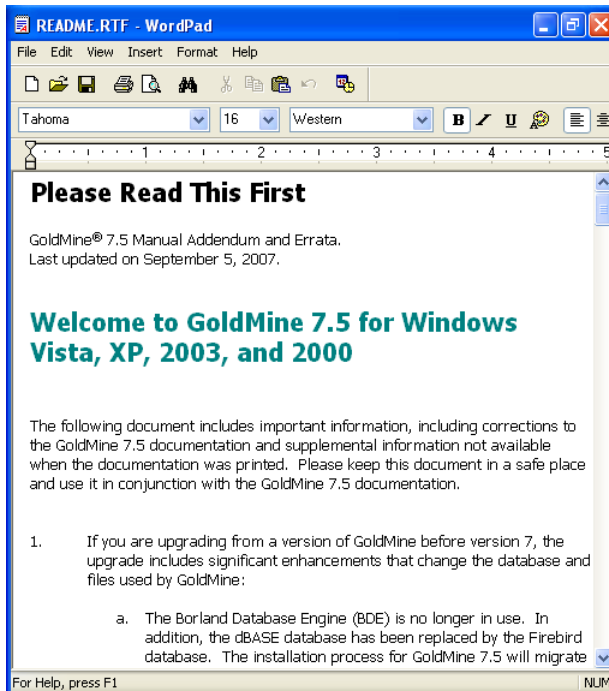 README.RTF - WordPad
File Edit View Insert Format Help
Tahoma 16 Western B / U
1 2 3 4 5
Please Read This First
GoldMine® 7.5 Manual Addendum and Errata.
Last updated on September 5, 2007.
Welcome to GoldMine 7.5 for Windows
Vista, XP, 2003, and 2000
The following document includes important information, including corrections to
the GoldMine 7.5 documentation and supplemental information not available
when the documentation was printed. Please keep this document in a safe place
and use it in conjunction with the GoldMine 7.5 documentation.
1. If you are upgrading from a version of GoldMine before version 7, the
upgrade includes significant enhancements that change the database and
files used by GoldMine:
a. The Borland Database Engine (BDE) is no longer in use. In
addition, the dBASE database has been replaced by the Firebird
database. The installation process for GoldMine 7.5 will migrate
For Help, press F1 NUM